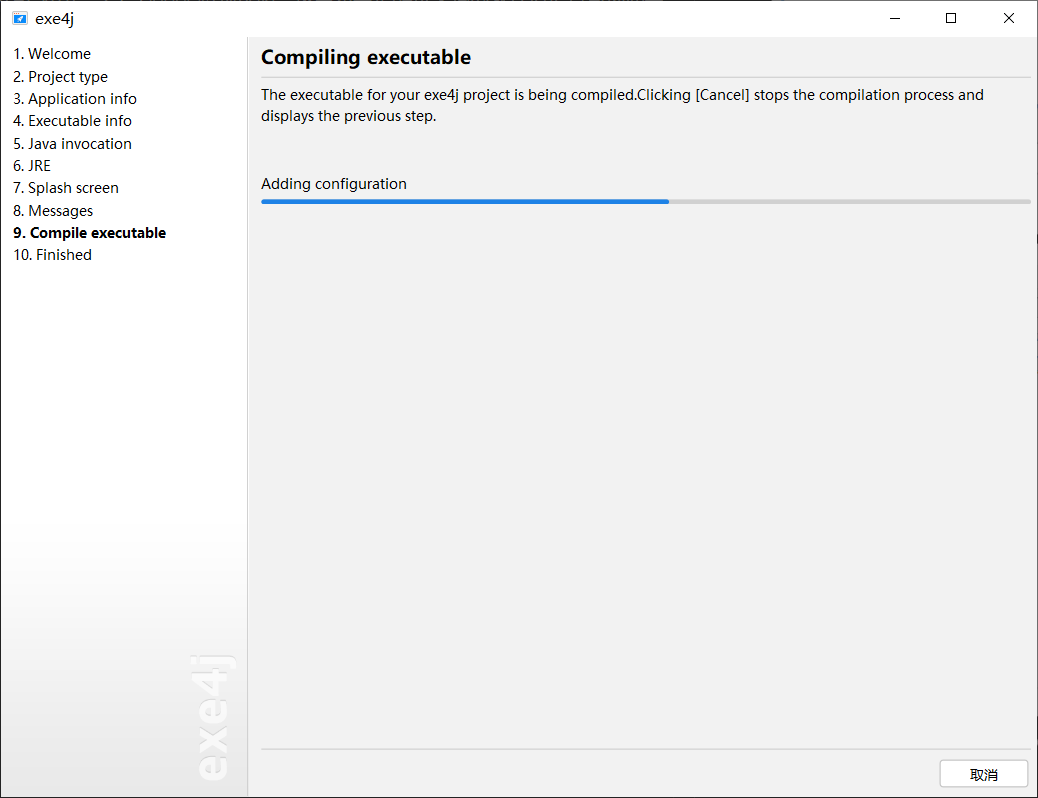 exe4j
1. Welcome
2. Project type
3. Application info
4. Executable info
5. Java invocation
6. JRE
7. Splash screen
8. Messages
9. Compile executable
10. Finished
exe4j
Compiling executable
The executable for your exe4j project is being compiled.Clicking [Cancel] stops the compilation process and
displays the previous step.
Adding configuration
取消